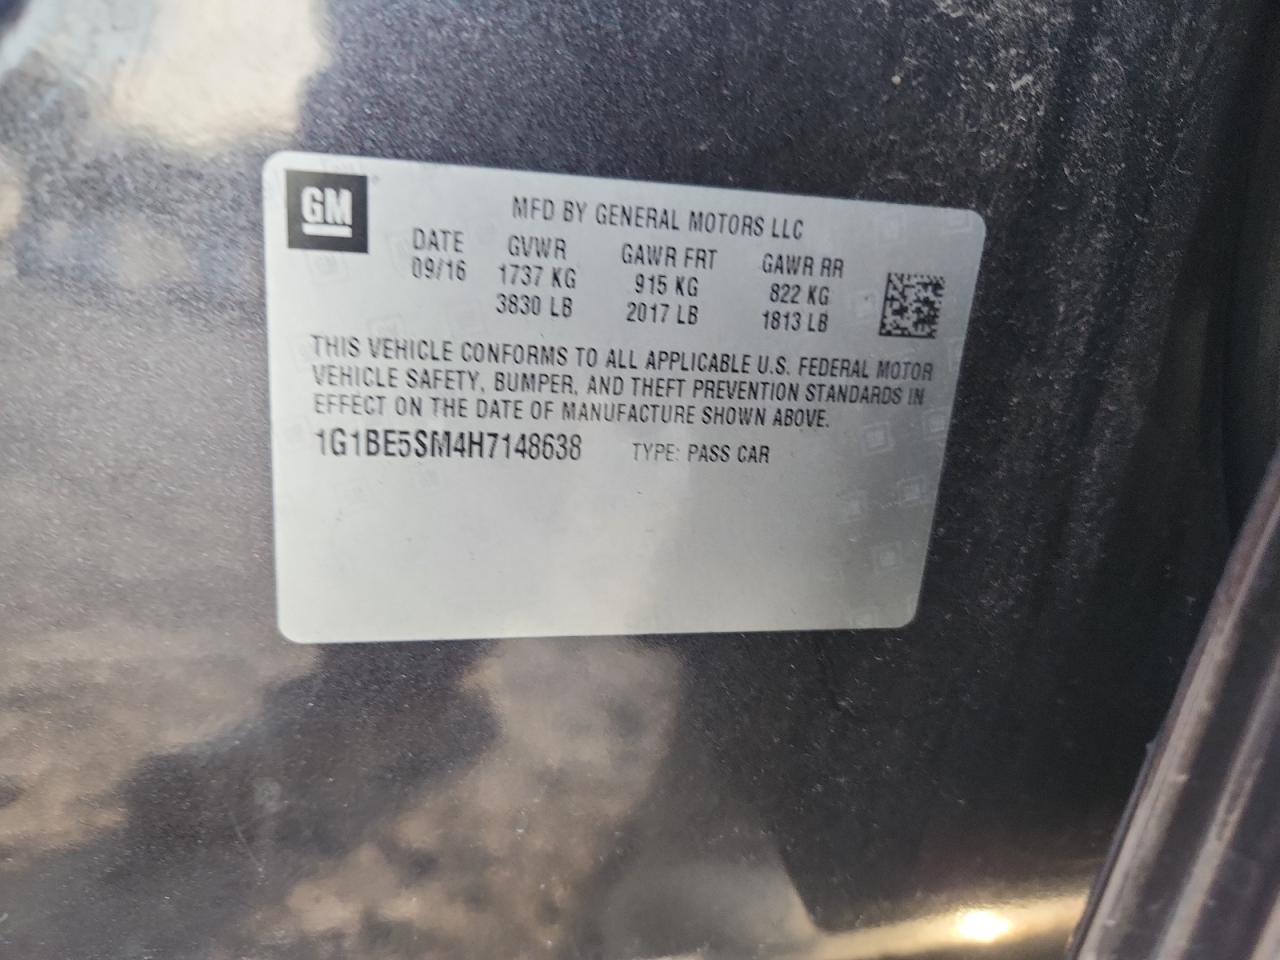 GM
MFD BY GENERAL MOTORS LLC
DATE GVWR GAWR FRT GAWR RR
09/16 1737 KG 915 KG 822 KG
3830 LB 2017 LB 1813 LB
THIS VEHICLE CONFORMS TO ALL APPLICABLE U.S. FEDERAL MOTOR
VEHICLE SAFETY, BUMPER, AND THEFT PREVENTION STANDARDS IN
EFFECT ON THE DATE OF MANUFACTURE SHOWN ABOVE.
1G1BE5SM4H7148638 TYPE: PASS CAR